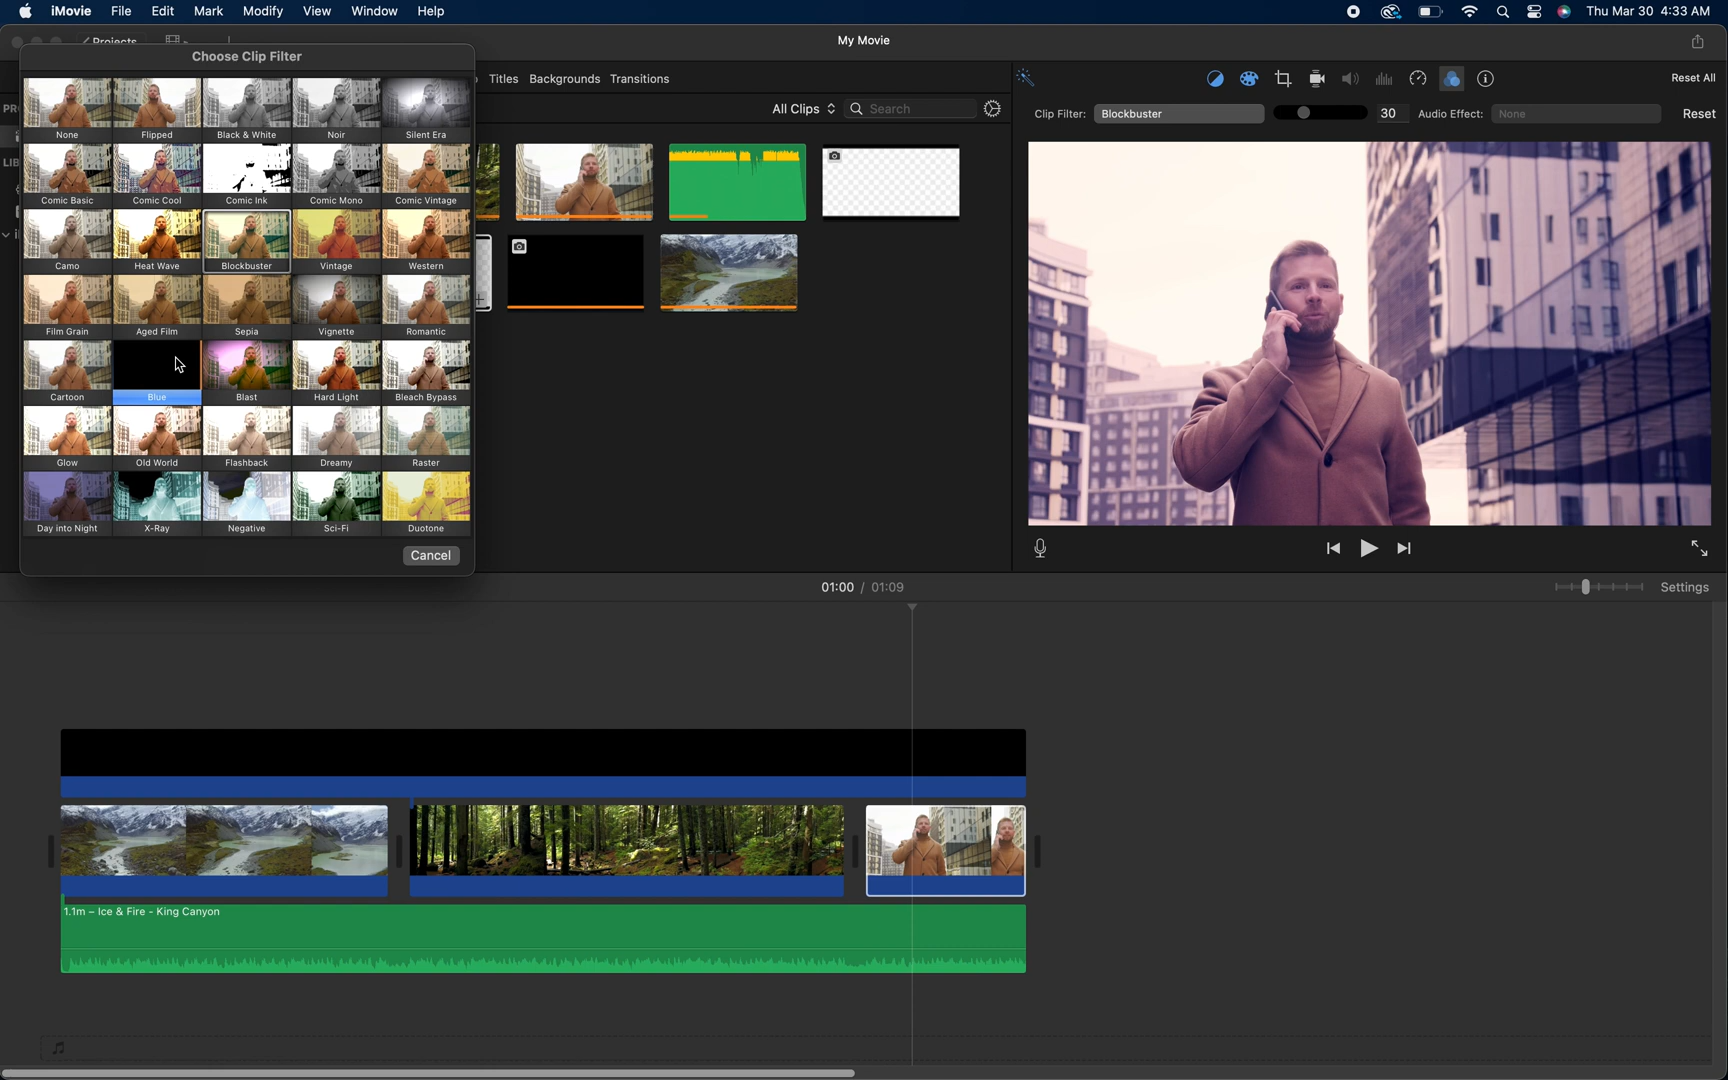 iMovie File Edit Mark Modify View Window Help Thu Mar 30 4:33 AM
Projects My Movie
Choose Clip Filter
Titles Backgrounds Transitions Reset All
All Clips Search Clip Filter: Blockbuster 30 Audio Effect: None Reset
None Flipped Black & White Noir Silent Era
Comic Basic Comic Cool Comic Ink Comic Mono Comic Vintage
Camo Heat Wave Blockbuster Vintage Western
Film Grain Aged Film Sepia Vignette Romantic
Cartoon Blue Blast Hard Light Bleach Bypass
Glow Old World Flashback Dreamy Raster
Day into Night X-Ray Negative Sci-Fi Duotone
Cancel
01:00 / 01:09 Settings
1.1m – Ice & Fire - King Canyon